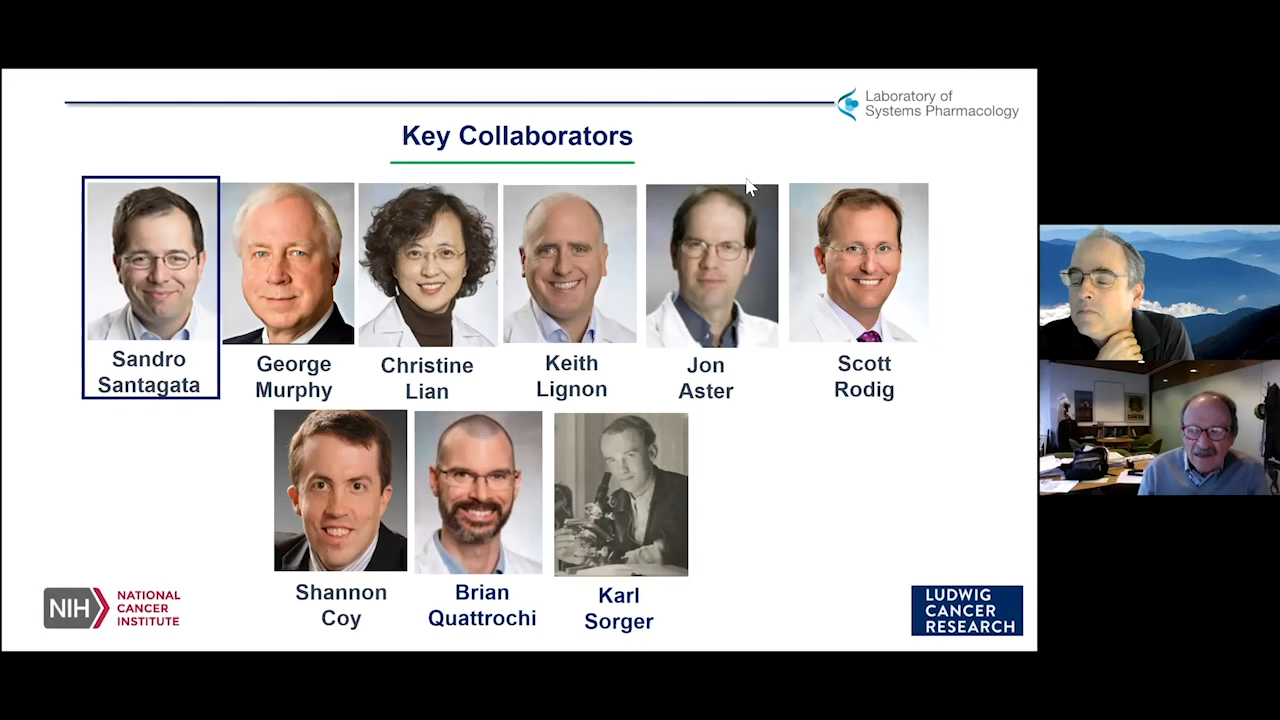 Laboratory of
Systems Pharmacology
Key Collaborators
Sandro
Santagata
George
Murphy
Christine
Lian
Keith
Lignon
Jon
Aster
Scott
Rodig
Shannon
Coy
Brian
Quattrochi
Karl
Sorger
NIH
NATIONAL
CANCER
INSTITUTE
LUDWIG
CANCER
RESEARCH